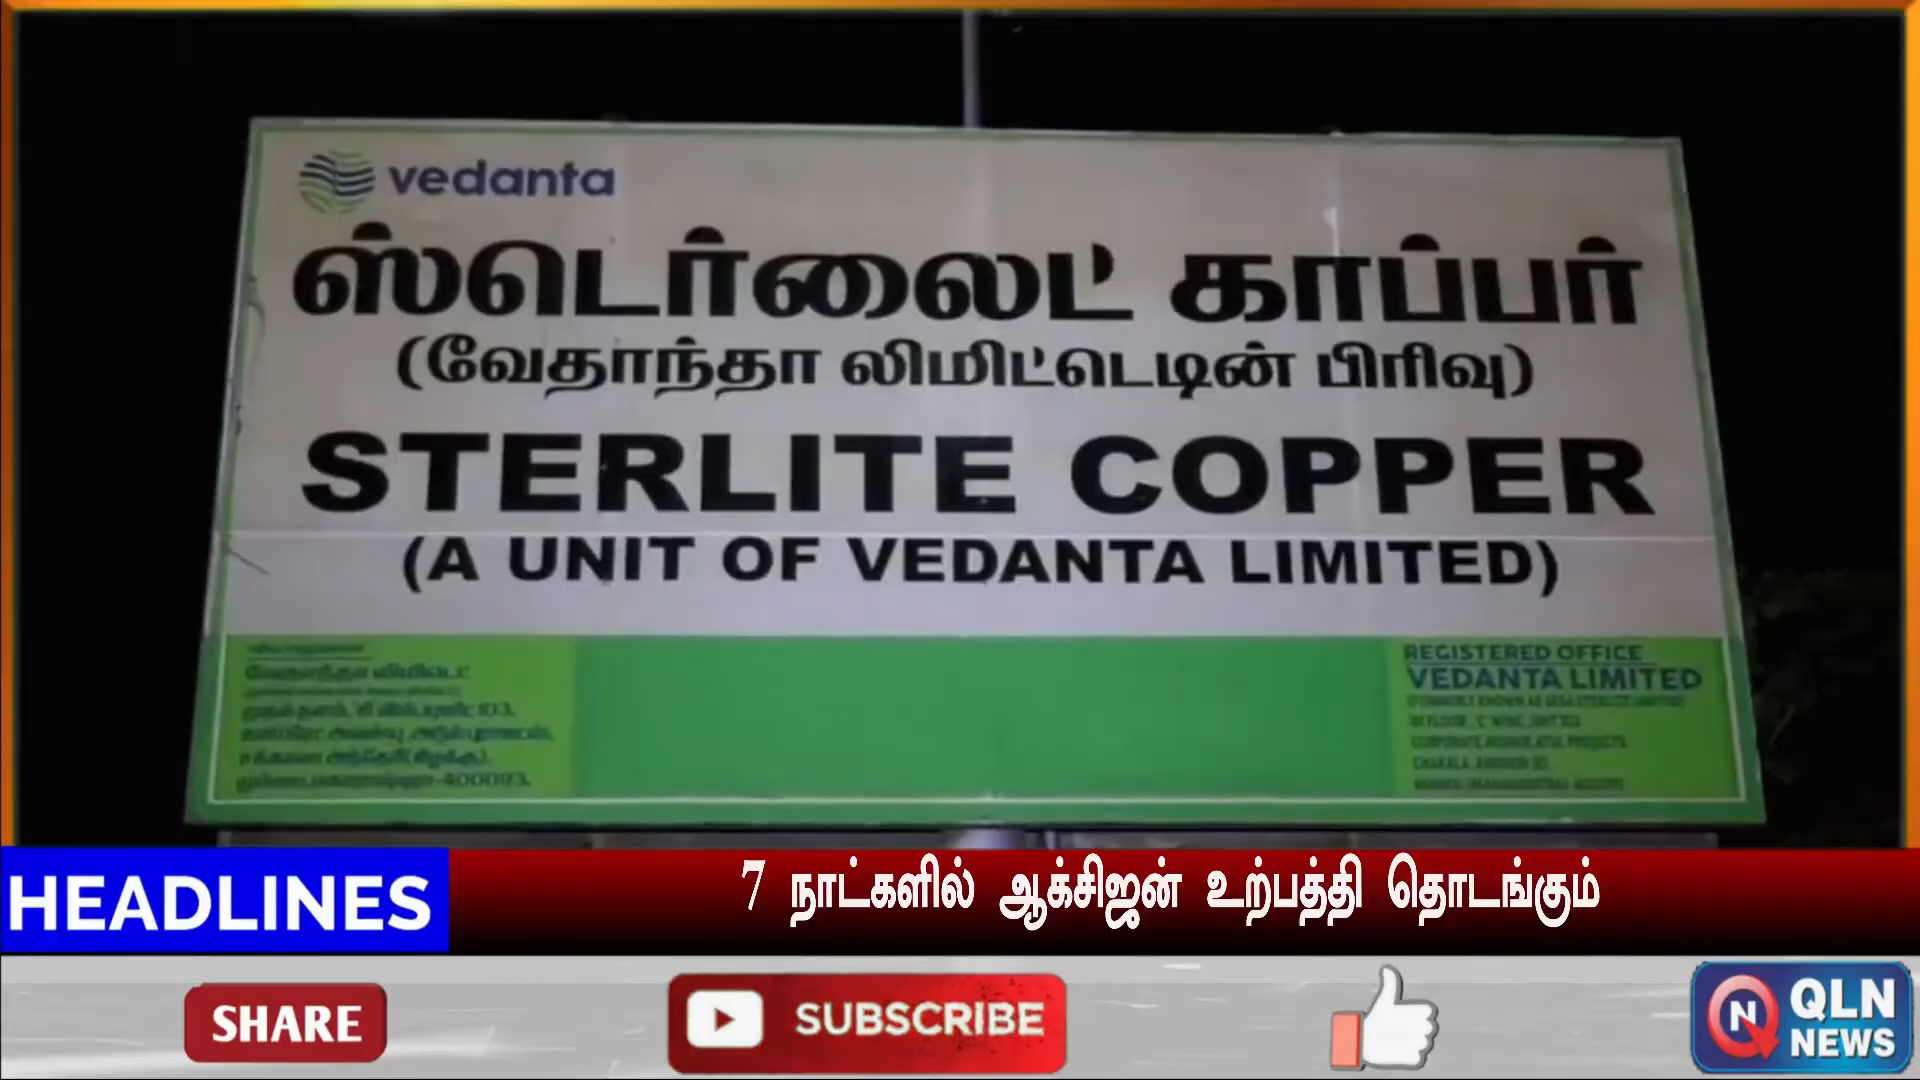 vedanta
ஸ்டெர்லைட் காப்பர்
(வேதாந்தா லிமிட்டெடின் பிரிவு)
STERLITE COPPER
(A UNIT OF VEDANTA LIMITED)
வேதாந்தா லிமிடெட்
REGISTERED OFFICE
VEDANTA LIMITED
HEADLINES
7 நாட்களில் ஆக்சிஜன் உற்பத்தி தொடங்கும்
SHARE
SUBSCRIBE
N
QLN
NEWS